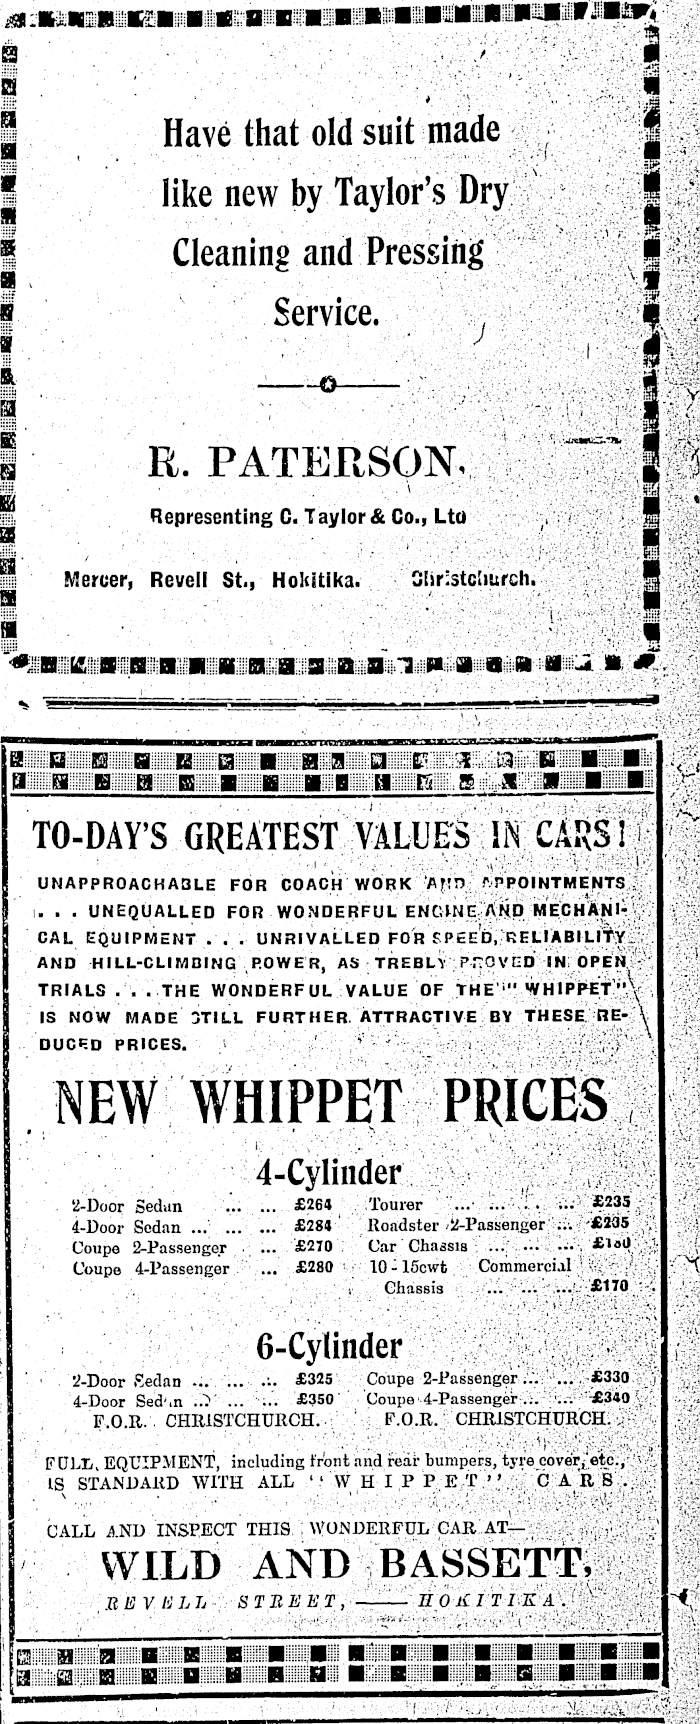 Have that old suit made
like new by Taylor's Dry
Cleaning and Pressing
Service.
R. PATERSON,
Representing C. Taylor & Co., Ltd
Mercer, Revell St., Hokitika. Christchurch.
TO-DAY'S GREATEST VALUES IN CARS!
UNAPPROACHABLE FOR COACH WORK AND APPOINTMENTS
. . . UNEQUALLED FOR WONDERFUL ENGINE AND MECHANI-
CAL EQUIPMENT . . . UNRIVALLED FOR SPEED, RELIABILITY
AND HILL-CLIMBING POWER, AS TREBLY PROVED IN OPEN
TRIALS . . . THE WONDERFUL VALUE OF THE "WHIPPET"
IS NOW MADE STILL FURTHER ATTRACTIVE BY THESE RE-
DUCED PRICES.
NEW WHIPPET PRICES
4-Cylinder
2-Door Sedan ... ... £264
4-Door Sedan ... ... ... £284
Coupe 2-Passenger ... £270
Coupe 4-Passenger ... £280
Tourer ... ... ... ... £235
Roadster 2-Passenger ... £235
Car Chassis ... ... ...
10-15cwt Commercial
Chassis ... ... ... £170
6-Cylinder
2-Door Sedan ... ... ... £325
4-Door Sedan ... ... ... £350
F.O.R. CHRISTCHURCH.
Coupe 2-Passenger ... ... £330
Coupe 4-Passenger ... ... £340
F.O.R. CHRISTCHURCH.
FULL EQUIPMENT, including front and rear bumpers, tyre cover, etc.,
IS STANDARD WITH ALL "WHIPPET" CARS.
CALL AND INSPECT THIS WONDERFUL CAR AT—
WILD AND BASSETT,
REVELL STREET, —— HOKITIKA.